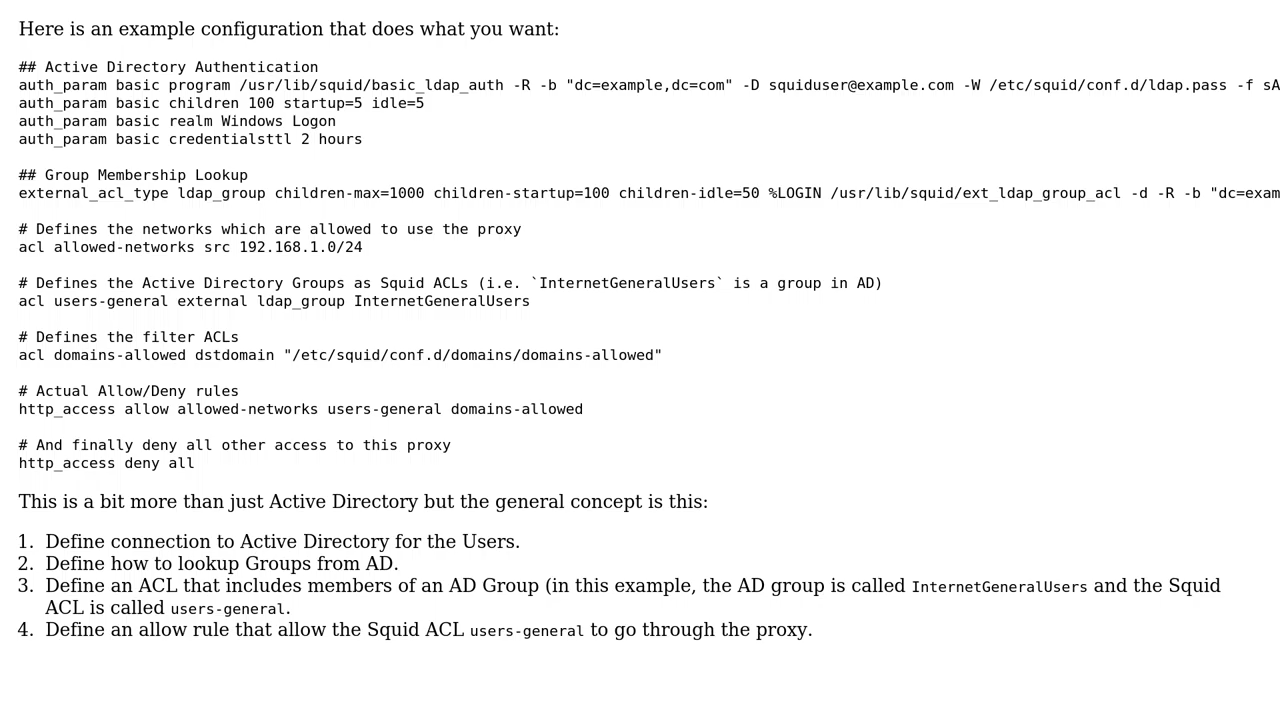 Here is an example configuration that does what you want:
## Active Directory Authentication
auth_param basic program /usr/lib/squid/basic_ldap_auth -R -b "dc=example,dc=com" -D squiduser@example.com -W /etc/squid/conf.d/ldap.pass -f sA
auth_param basic children 100 startup=5 idle=5
auth_param basic realm Windows Logon
auth_param basic credentialsttl 2 hours
## Group Membership Lookup
external_acl_type ldap_group children-max=1000 children-startup=100 children-idle=50 %LOGIN /usr/lib/squid/ext_ldap_group_acl -d -R -b "dc=exam
# Defines the networks which are allowed to use the proxy
acl allowed-networks src 192.168.1.0/24
# Defines the Active Directory Groups as Squid ACLs (i.e. `InternetGeneralUsers` is a group in AD)
acl users-general external ldap_group InternetGeneralUsers
# Defines the filter ACLs
acl domains-allowed dstdomain "/etc/squid/conf.d/domains/domains-allowed"
# Actual Allow/Deny rules
http_access allow allowed-networks users-general domains-allowed
# And finally deny all other access to this proxy
http_access deny all
This is a bit more than just Active Directory but the general concept is this:
1. Define connection to Active Directory for the Users.
2. Define how to lookup Groups from AD.
3. Define an ACL that includes members of an AD Group (in this example, the AD group is called InternetGeneralUsers and the Squid
ACL is called users-general.
4. Define an allow rule that allow the Squid ACL users-general to go through the proxy.